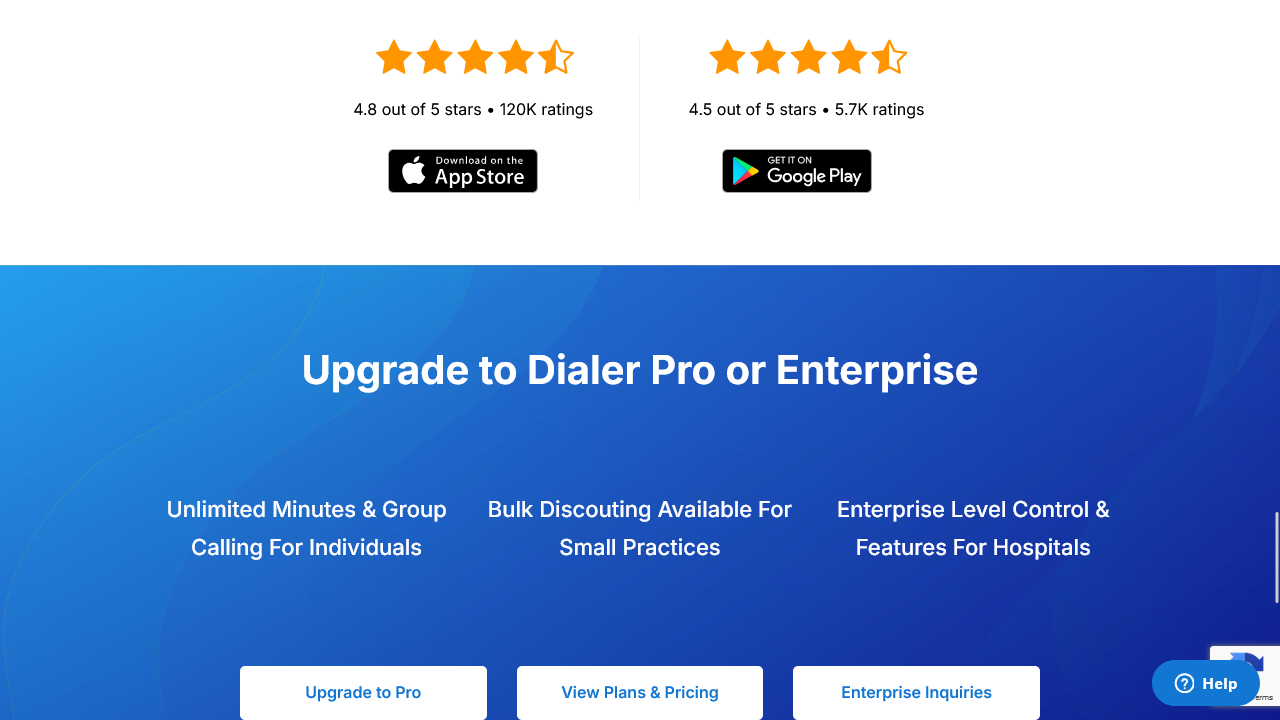 4.8 out of 5 stars • 120K ratings
Download on the
App Store
4.5 out of 5 stars • 5.7K ratings
GET IT ON
Google Play
Upgrade to Dialer Pro or Enterprise
Unlimited Minutes & Group
Calling For Individuals
Bulk Discouting Available For
Small Practices
Enterprise Level Control &
Features For Hospitals
Upgrade to Pro
View Plans & Pricing
Enterprise Inquiries
Help